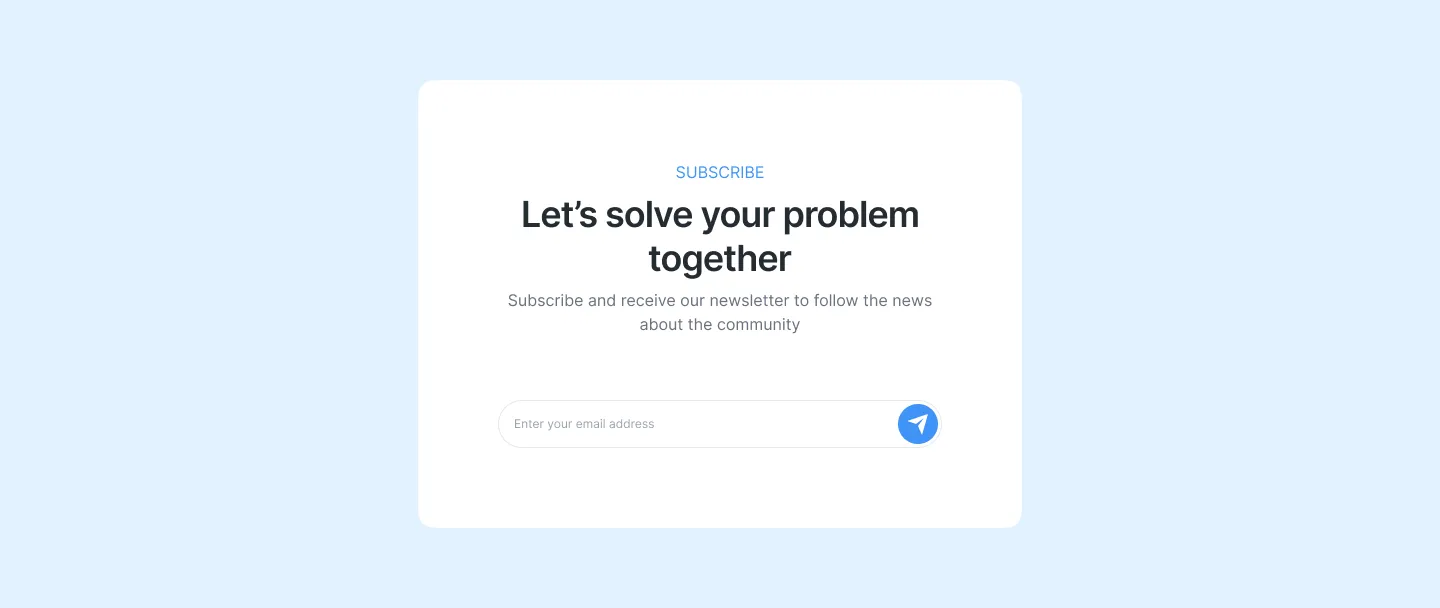 SUBSCRIBE
Let’s solve your problem
together
Subscribe and receive our newsletter to follow the news
about the community
Enter your email address